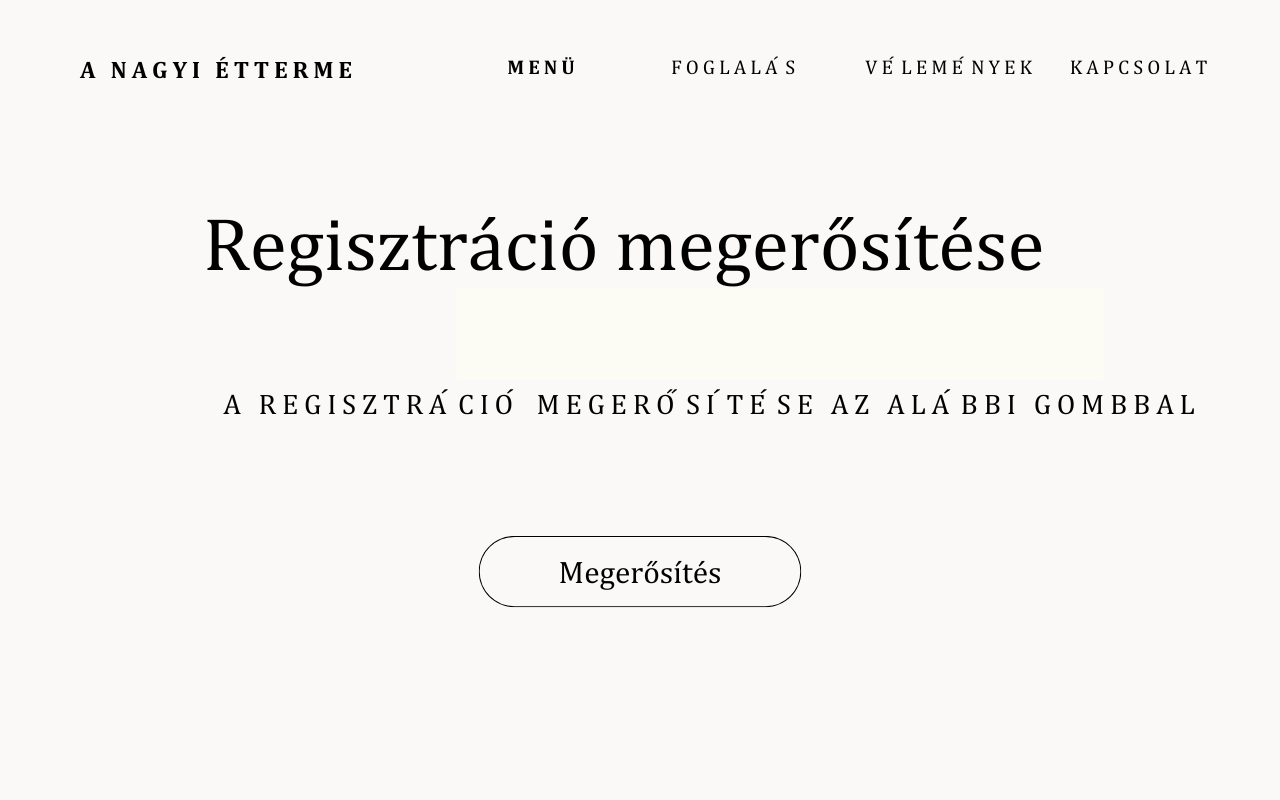 A NAGYI ÉTTERME MENÜ FOGLALÁS VÉLEMÉNYEK KAPCSOLAT
Regisztráció megerősítése
A REGISZTRÁCIÓ MEGERŐSÍTÉSE AZ ALÁBBI GOMBBAL
Megerősítés